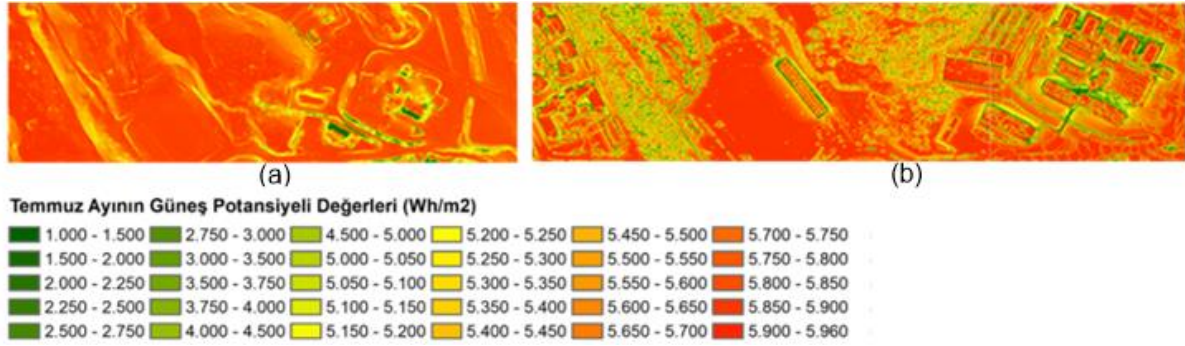 (a) (b)
Temmuz Ayının Güneş Potansiyeli Değerleri (Wh/m2)
1.000 - 1.500 2.750 - 3.000 4.500 - 5.000 5.200 - 5.250 5.450 - 5.500 5.700 - 5.750
1.500 - 2.000 3.000 - 3.500 5.000 - 5.050 5.250 - 5.300 5.500 - 5.550 5.750 - 5.800
2.000 - 2.250 3.500 - 3.750 5.050 - 5.100 5.300 - 5.350 5.550 - 5.600 5.800 - 5.850
2.250 - 2.500 3.750 - 4.000 5.100 - 5.150 5.350 - 5.400 5.600 - 5.650 5.850 - 5.900
2.500 - 2.750 4.000 - 4.500 5.150 - 5.200 5.400 - 5.450 5.650 - 5.700 5.900 - 5.960